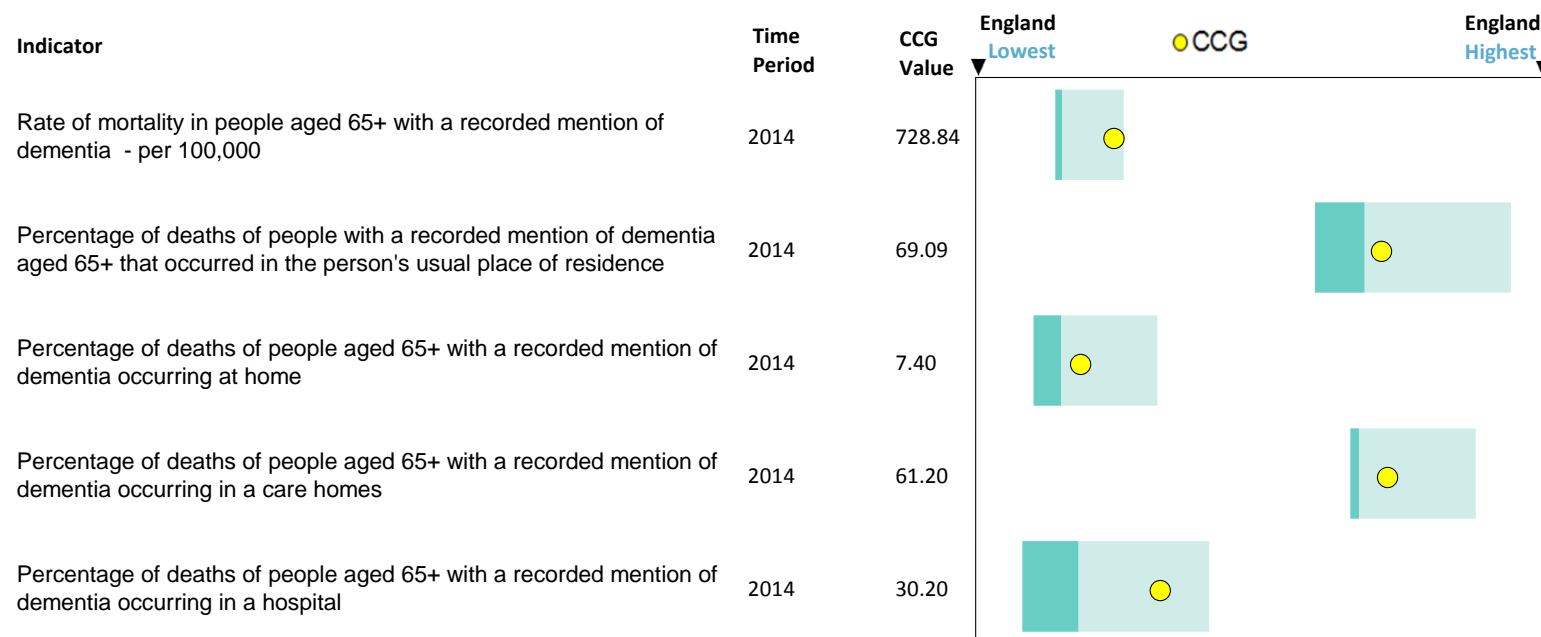 Indicator
Time Period
CCG Value
England Lowest
CCG
England Highest
Rate of mortality in people aged 65+ with a recorded mention of
dementia - per 100,000
2014
728.84
Percentage of deaths of people with a recorded mention of dementia
aged 65+ that occurred in the person's usual place of residence
2014
69.09
Percentage of deaths of people aged 65+ with a recorded mention of
dementia occurring at home
2014
7.40
Percentage of deaths of people aged 65+ with a recorded mention of
dementia occurring in a care homes
2014
61.20
Percentage of deaths of people aged 65+ with a recorded mention of
dementia occurring in a hospital
2014
30.20